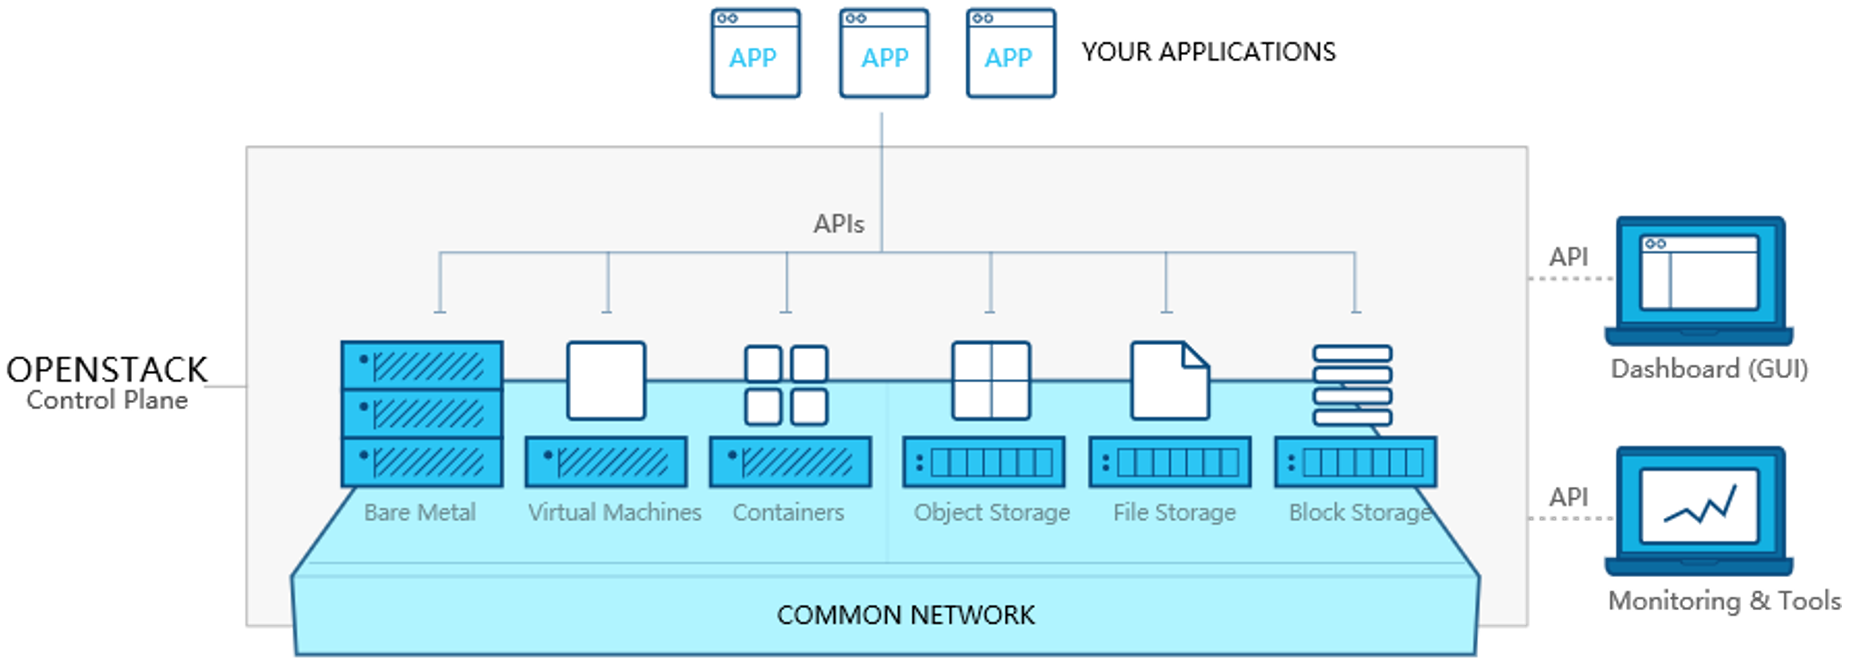 APP
APP
APP
YOUR APPLICATIONS
APIs
API
Dashboard (GUI)
OPENSTACK
Control Plane
Bare Metal
Virtual Machines
Containers
Object Storage
File Storage
Block Storage
API
Monitoring & Tools
COMMON NETWORK